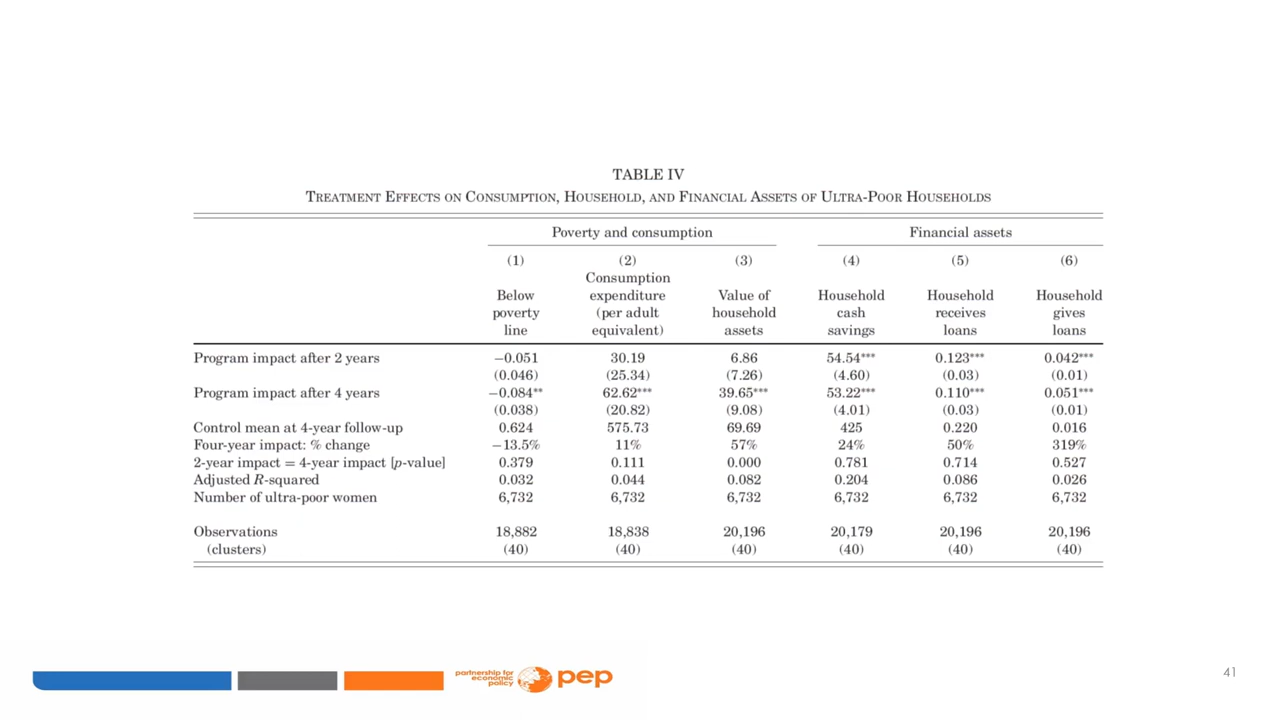 TABLE IV
TREATMENT EFFECTS ON CONSUMPTION, HOUSEHOLD, AND FINANCIAL ASSETS OF ULTRA-POOR HOUSEHOLDS
Poverty and consumption Financial assets
(1) (2) (3) (4) (5) (6)
Consumption
Below expenditure Value of Household Household Household
poverty (per adult household cash receives gives
line equivalent) assets savings loans loans
Program impact after 2 years −0.051 30.19 6.86 54.54*** 0.123*** 0.042***
(0.046) (25.34) (7.26) (4.60) (0.03) (0.01)
Program impact after 4 years −0.084** 62.62*** 39.65*** 53.22*** 0.110*** 0.051***
(0.038) (20.82) (9.08) (4.01) (0.03) (0.01)
Control mean at 4-year follow-up 0.624 575.73 69.69 425 0.220 0.016
Four-year impact: % change −13.5% 11% 57% 24% 50% 319%
2-year impact = 4-year impact [p-value] 0.379 0.111 0.000 0.781 0.714 0.527
Adjusted R-squared 0.032 0.044 0.082 0.204 0.086 0.026
Number of ultra-poor women 6,732 6,732 6,732 6,732 6,732 6,732
Observations 18,882 18,838 20,196 20,179 20,196 20,196
(clusters) (40) (40) (40) (40) (40) (40)
partnership for
economic
policy
pep
41